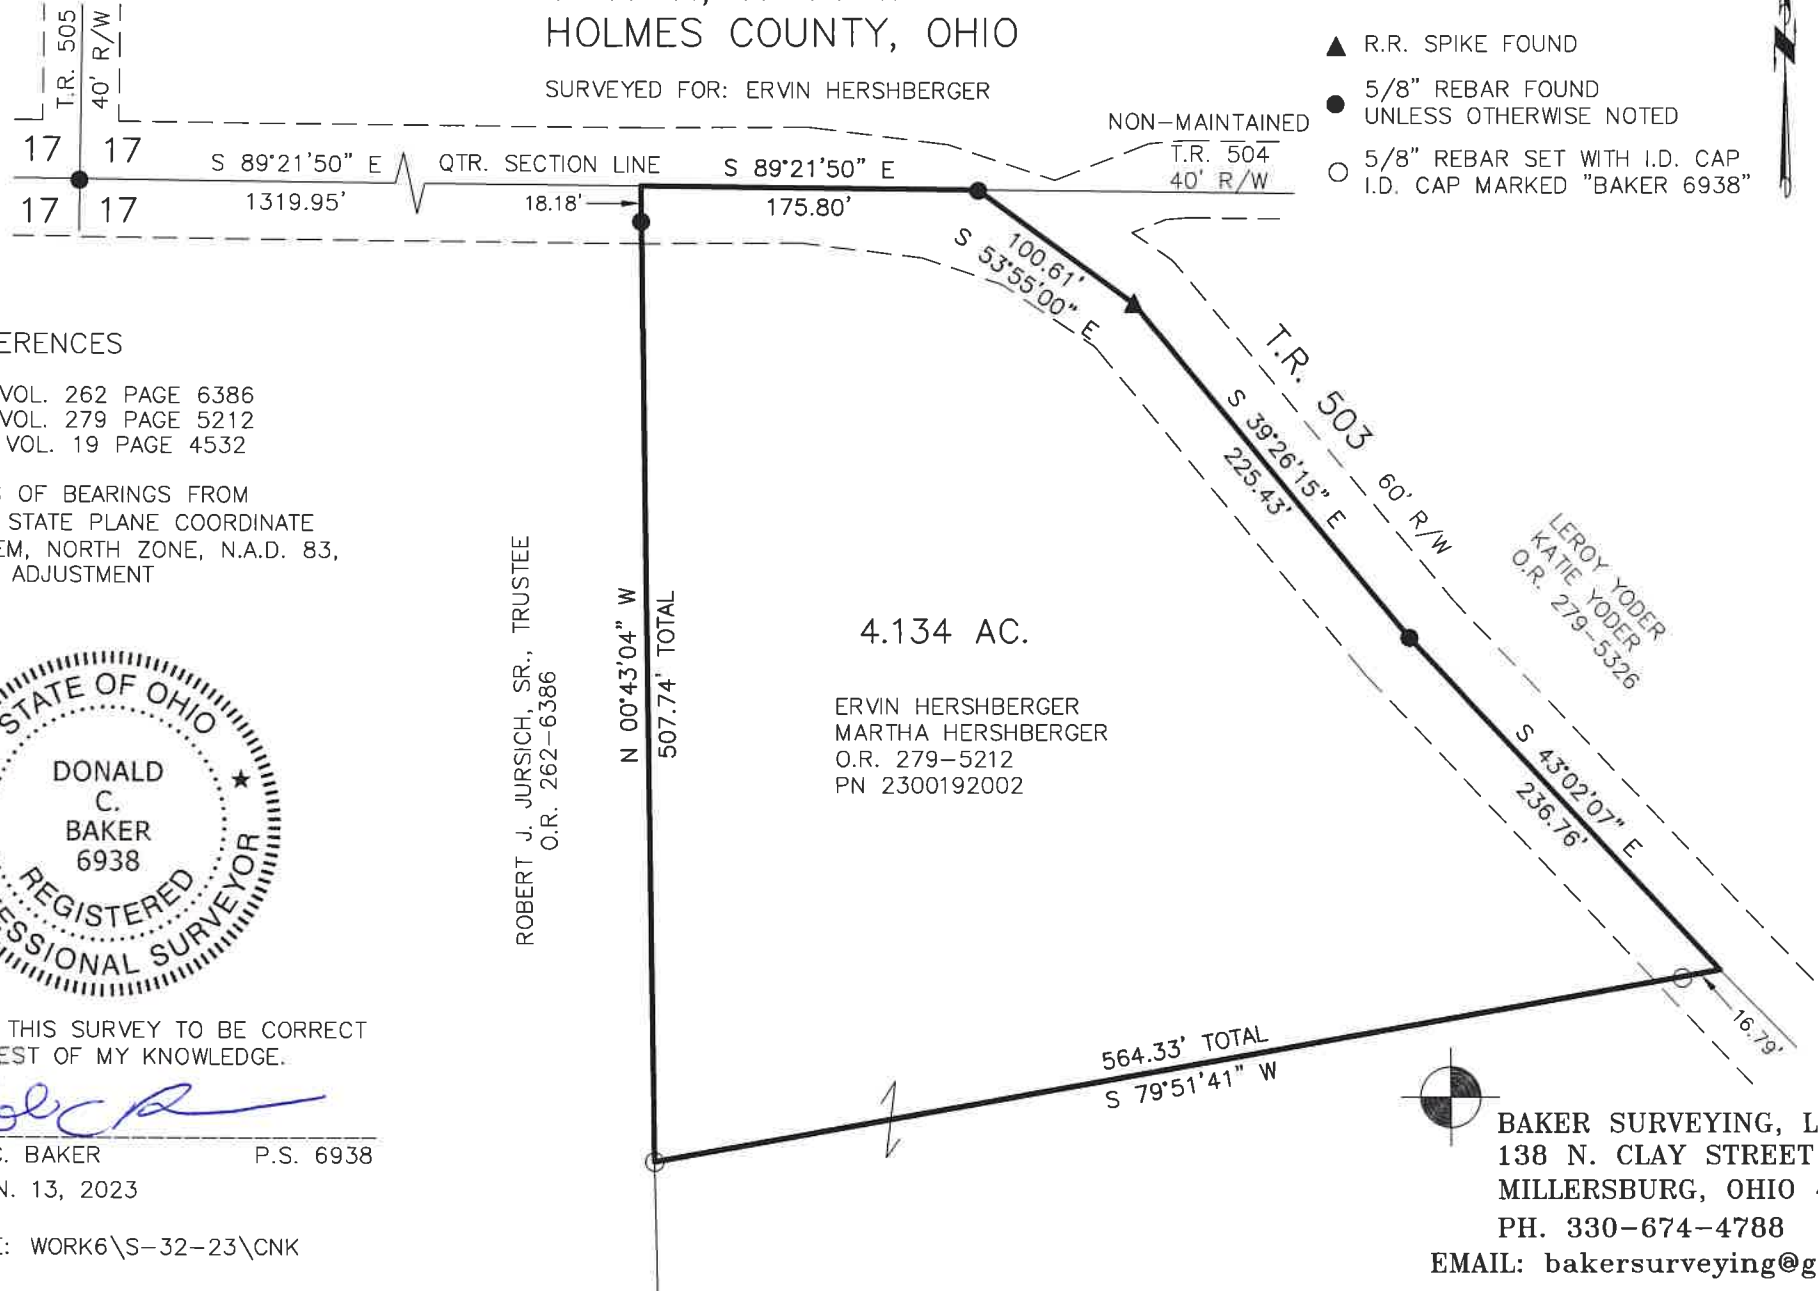 HOLMES COUNTY, OHIO
SURVEYED FOR: ERVIN HERSHBERGER
R.R. SPIKE FOUND
5/8" REBAR FOUND
UNLESS OTHERWISE NOTED
5/8" REBAR SET WITH I.D. CAP
I.D. CAP MARKED "BAKER 6938"
N
T.R. 505
40' R/W
17 17
17 17
S 89°21'50" E
1319.95'
QTR. SECTION LINE
18.18'
S 89°21'50" E
175.80'
NON-MAINTAINED
T.R. 504
40' R/W
100.61'
S 53°55'00" E
T.R. 503 60' R/W
S 39°26'15" E
225.43'
LEROY YODER
KATIE YODER
O.R. 279-5326
S 43°02'07" E
236.76'
16.79'
564.33' TOTAL
S 79°51'41" W
N 00°43'04" W
507.74' TOTAL
ROBERT J. JURSICH, SR., TRUSTEE
O.R. 262-6386
4.134 AC.
ERVIN HERSHBERGER
MARTHA HERSHBERGER
O.R. 279-5212
PN 2300192002
ERENCES
VOL. 262 PAGE 6386
VOL. 279 PAGE 5212
VOL. 19 PAGE 4532
OF BEARINGS FROM
STATE PLANE COORDINATE
EM, NORTH ZONE, N.A.D. 83,
ADJUSTMENT
STATE OF OHIO
DONALD
C.
BAKER
6938
REGISTERED
ESSIONAL SURVEYOR
THIS SURVEY TO BE CORRECT
EST OF MY KNOWLEDGE.
C. BAKER P.S. 6938
N. 13, 2023
E: WORK6\S-32-23\CNK
BAKER SURVEYING, L
138 N. CLAY STREET
MILLERSBURG, OHIO
PH. 330-674-4788
EMAIL: bakersurveying@g